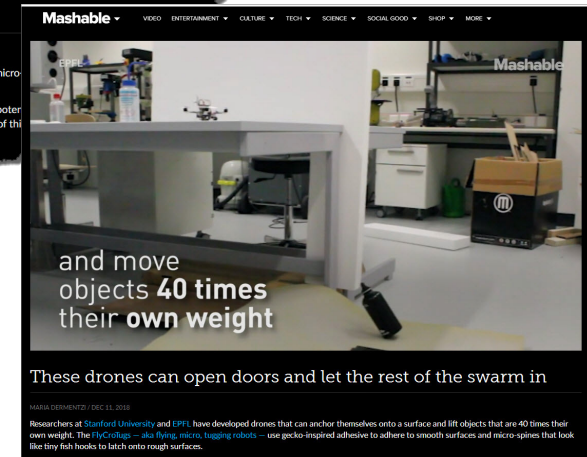 Mashable
VIDEO ENTERTAINMENT CULTURE TECH SCIENCE SOCIAL GOOD SHOP MORE
icro-
oter
of thi
EPFL
Mashable
and move
objects 40 times
their own weight
These drones can open doors and let the rest of the swarm in
MARIA DERMENTZI / DEC 11, 2018
Researchers at Stanford University and EPFL have developed drones that can anchor themselves onto a surface and lift objects that are 40 times their
own weight. The FlyCroTugs — aka flying, micro, tugging robots — use gecko-inspired adhesive to adhere to smooth surfaces and micro-spines that look
like tiny fish hooks to latch onto rough surfaces.